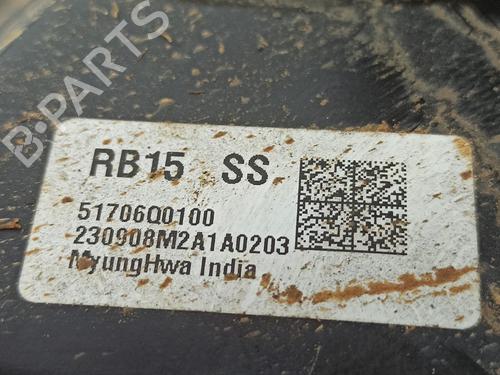 B-PARTS
RB15 SS
51706Q0100
230908M2A1A0203
MyungHwa India